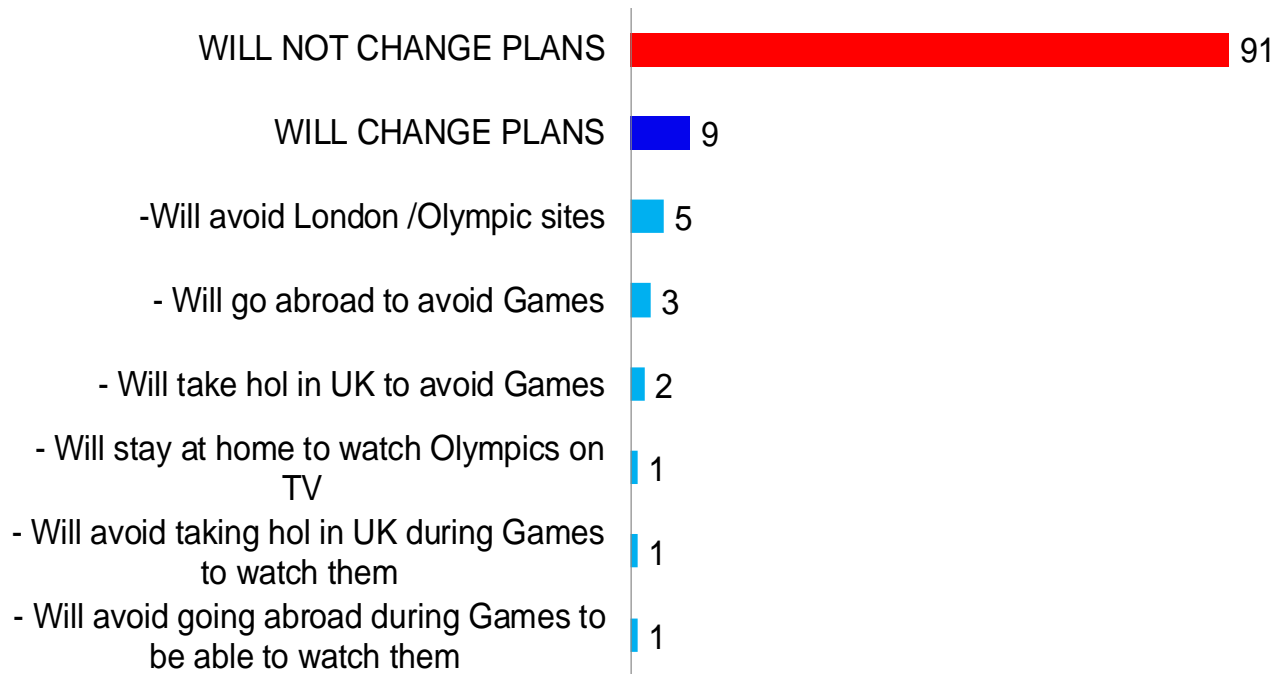 WILL NOT CHANGE PLANS 91
WILL CHANGE PLANS 9
-Will avoid London /Olympic sites 5
- Will go abroad to avoid Games 3
- Will take hol in UK to avoid Games 2
- Will stay at home to watch Olympics on
TV 1
- Will avoid taking hol in UK during Games
to watch them 1
- Will avoid going abroad during Games to
be able to watch them 1